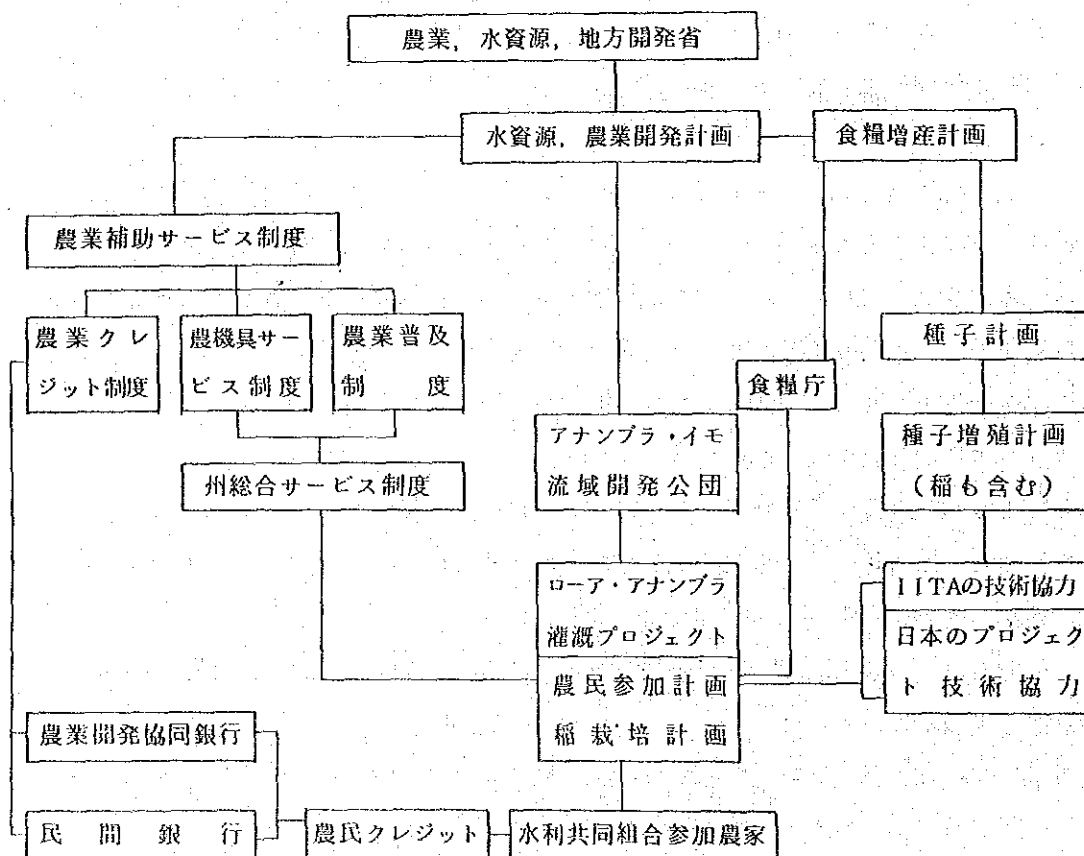 農業, 水資源, 地方開発省
水資源, 農業開発計画
食糧増産計画
農業補助サービス制度
農業クレ
ジット制度
農機具サー
ビス制度
農業普及
制度
種子計画
食糧庁
アナンブラ・イモ
流域開発公団
種子増殖計画
(稲も含む)
州総合サービス制度
ローア・アナンブラ
灌漑プロジェクト
農民参加計画
稲栽培計画
IITAの技術協力
日本のプロジェク
ト技術協力
農業開発協同銀行
民間銀行
農民クレジット
水利共同組合参加農家